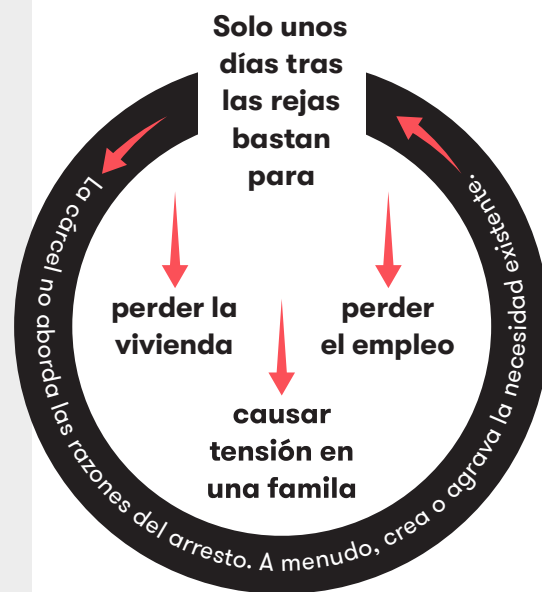 Solo unos
días tras
las rejas
bastan
para
perder la
vivienda
perder
el empleo
causar
tensión en
una famila
La cárcel no aborda las razones del arresto. A menudo, crea o agrava la necesidad existente.